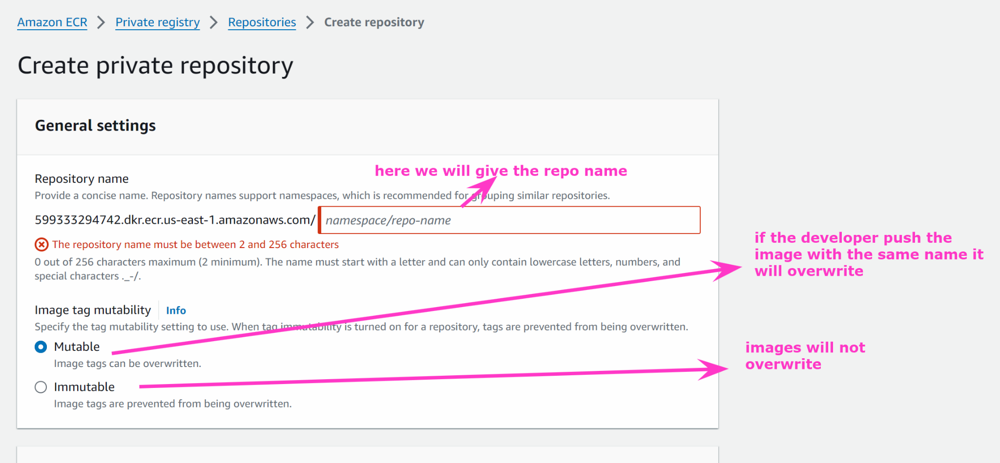 Amazon ECR > Private registry > Repositories > Create repository
Create private repository
General settings
here we will give the repo name
Repository name
Provide a concise name. Repository names support namespaces, which is recommended for grouping similar repositories.
599333294742.dkr.ecr.us-east-1.amazonaws.com/ namespace/repo-name
The repository name must be between 2 and 256 characters
0 out of 256 characters maximum (2 minimum). The name must start with a letter and can only contain lowercase letters, numbers, and
special characters ._-/.
if the developer push the
image with the same name it
will overwrite
Image tag mutability Info
Specify the tag mutability setting to use. When tag immutability is turned on for a repository, tags are prevented from being overwritten.
Mutable
Image tags can be overwritten.
images will not
overwrite
Immutable
Image tags are prevented from being overwritten.